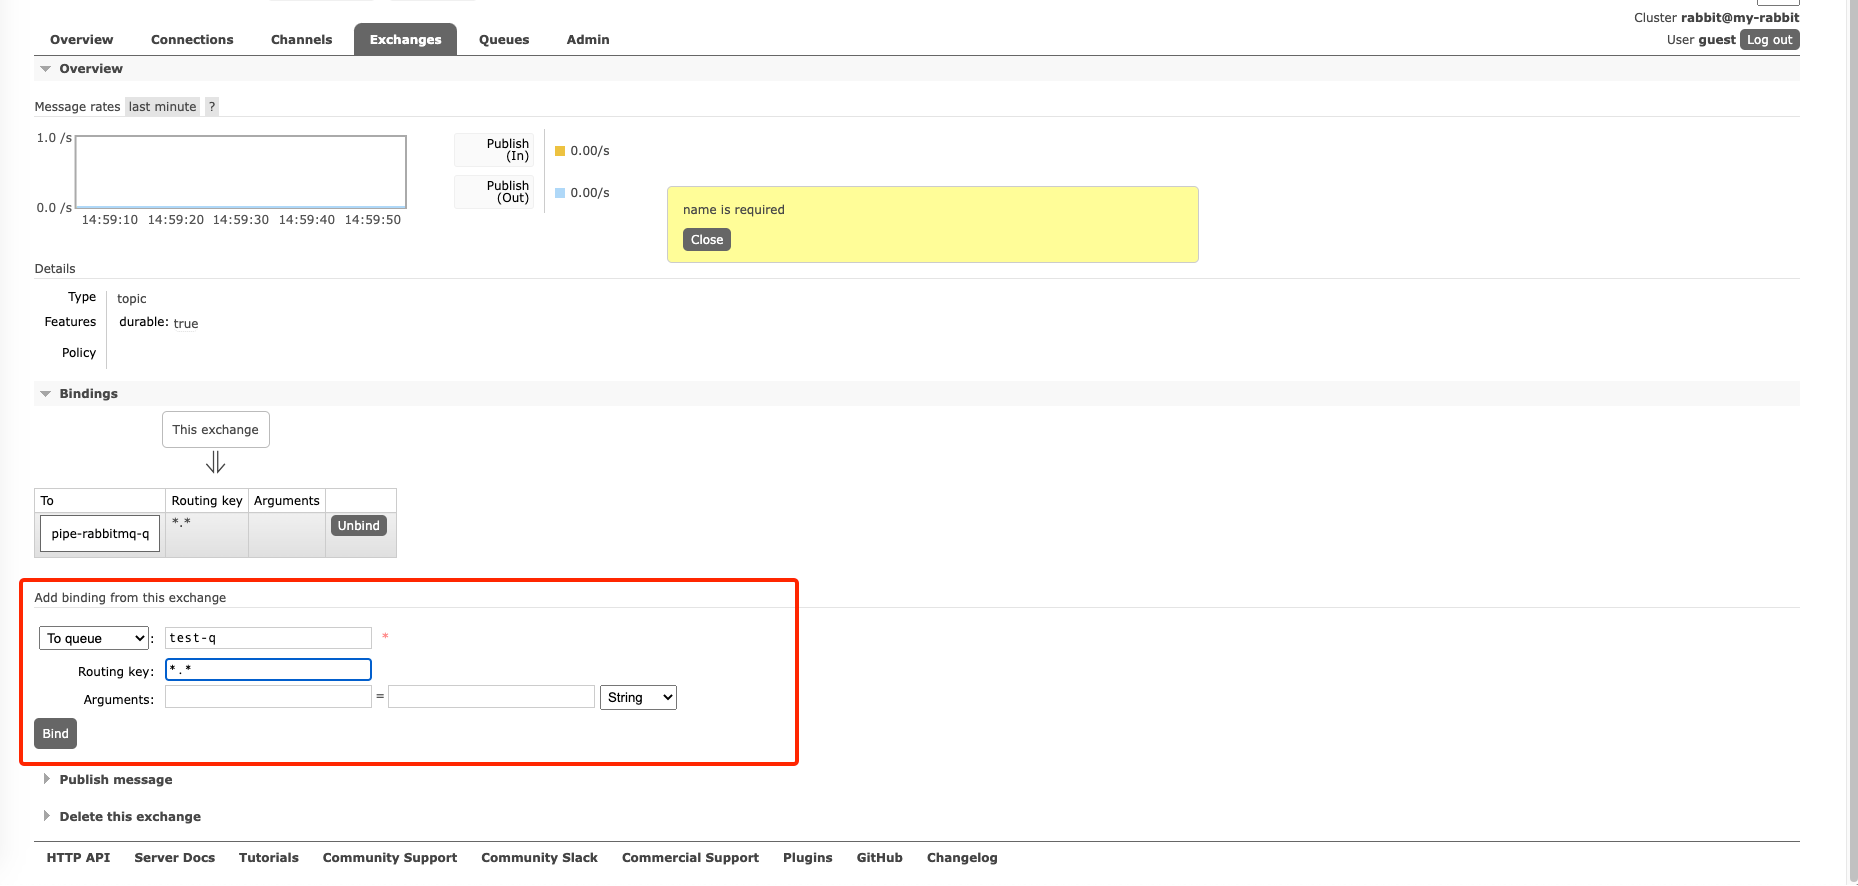 Cluster rabbit@my-rabbit
Overview Connections Channels Exchanges Queues Admin
User guest Log out
Overview
Message rates last minute ?
1.0 /s
0.0 /s
14:59:10 14:59:20 14:59:30 14:59:40 14:59:50
Publish
(In)
0.00/s
Publish
(Out)
0.00/s
name is required
Close
Details
Type topic
Features durable: true
Policy
Bindings
This exchange
⇓
To Routing key Arguments
pipe-rabbitmq-q *.* Unbind
Add binding from this exchange
To queue : test-q *
Routing key: *.*
Arguments: = String
Bind
Publish message
Delete this exchange
HTTP API Server Docs Tutorials Community Support Community Slack Commercial Support Plugins GitHub Changelog